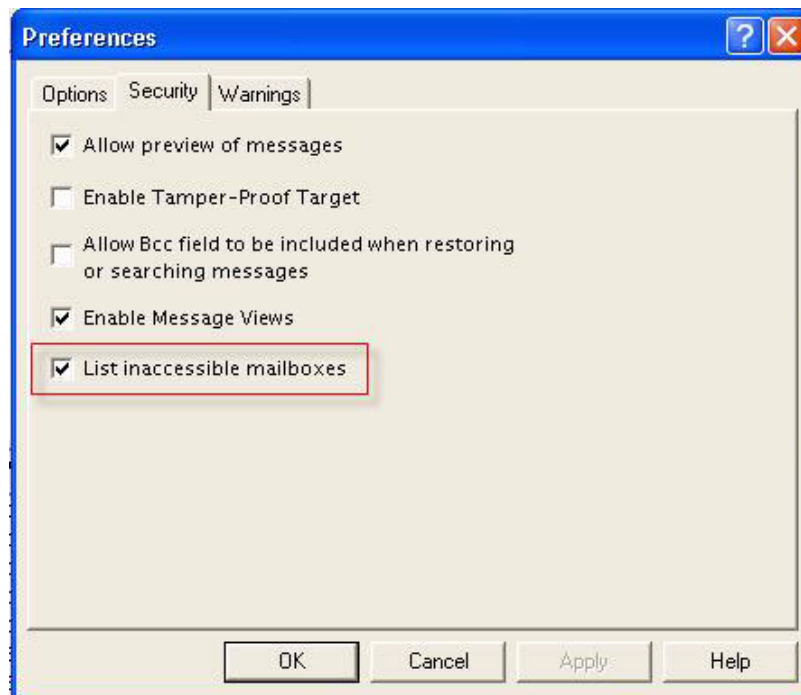 Preferences
Options Security Warnings
Allow preview of messages
Enable Tamper-Proof Target
Allow Bcc field to be included when restoring
or searching messages
Enable Message Views
List inaccessible mailboxes
OK Cancel Apply Help